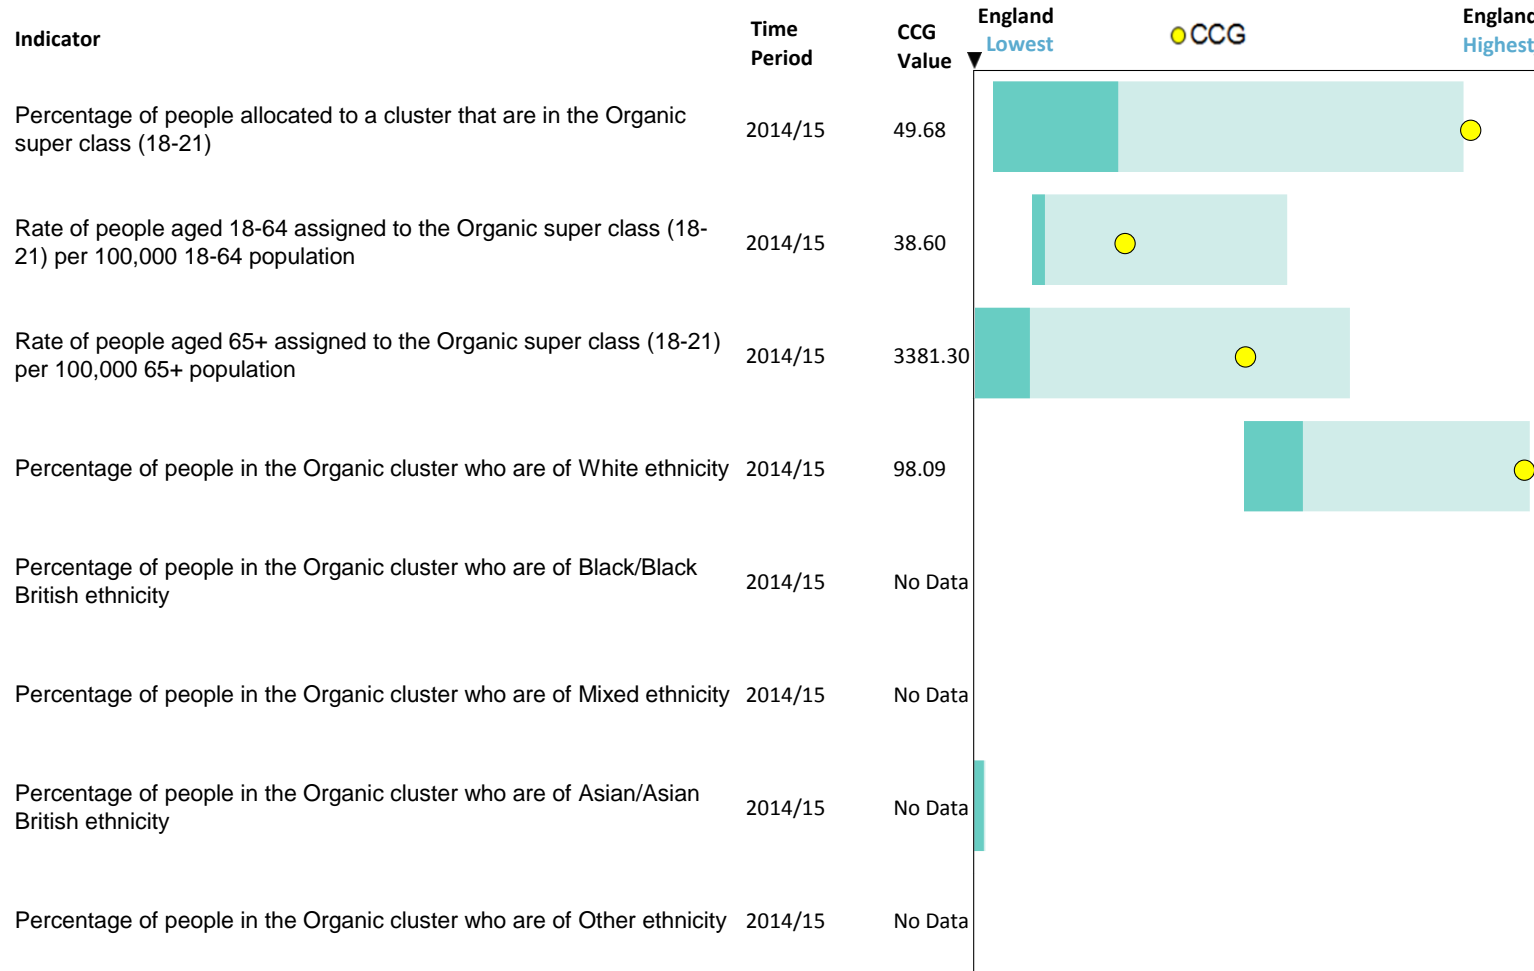 Indicator
Time Period
CCG Value
England Lowest
CCG
England Highest
Percentage of people allocated to a cluster that are in the Organic
super class (18-21)
2014/15
49.68
Rate of people aged 18-64 assigned to the Organic super class (18-
21) per 100,000 18-64 population
2014/15
38.60
Rate of people aged 65+ assigned to the Organic super class (18-21)
per 100,000 65+ population
2014/15
3381.30
Percentage of people in the Organic cluster who are of White ethnicity
2014/15
98.09
Percentage of people in the Organic cluster who are of Black/Black
British ethnicity
2014/15
No Data
Percentage of people in the Organic cluster who are of Mixed ethnicity
2014/15
No Data
Percentage of people in the Organic cluster who are of Asian/Asian
British ethnicity
2014/15
No Data
Percentage of people in the Organic cluster who are of Other ethnicity
2014/15
No Data